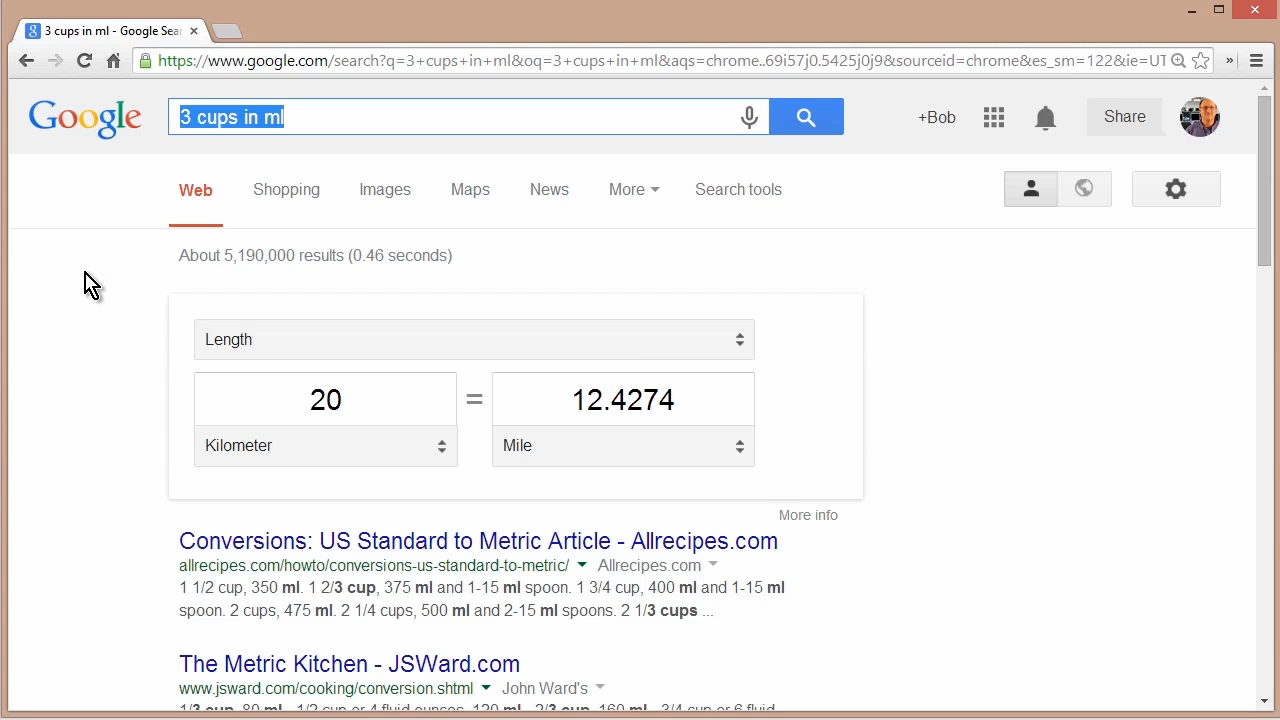 3 cups in ml - Google Sea
https://www.google.com/search?q=3+cups+in+ml&oq=3+cups+in+ml&aqs=chrome..69i57j0.5425j0j9&sourceid=chrome&es_sm=122&ie=UT
Google
3 cups in ml
+Bob
Share
Web
Shopping
Images
Maps
News
More
Search tools
About 5,190,000 results (0.46 seconds)
Length
20 = 12.4274
Kilometer
Mile
More info
Conversions: US Standard to Metric Article - Allrecipes.com
allrecipes.com/howto/conversions-us-standard-to-metric/ Allrecipes.com
1 1/2 cup, 350 ml. 1 2/3 cup, 375 ml and 1-15 ml spoon. 1 3/4 cup, 400 ml and 1-15 ml
spoon. 2 cups, 475 ml. 2 1/4 cups, 500 ml and 2-15 ml spoons. 2 1/3 cups ...
The Metric Kitchen - JSWard.com
www.jsward.com/cooking/conversion.shtml John Ward's
1/3 cup, 80 ml. 1/2 cup or 4 fluid ounces, 120 ml. 2/3 cup, 160 ml. 3/4 cup or 6 fluid